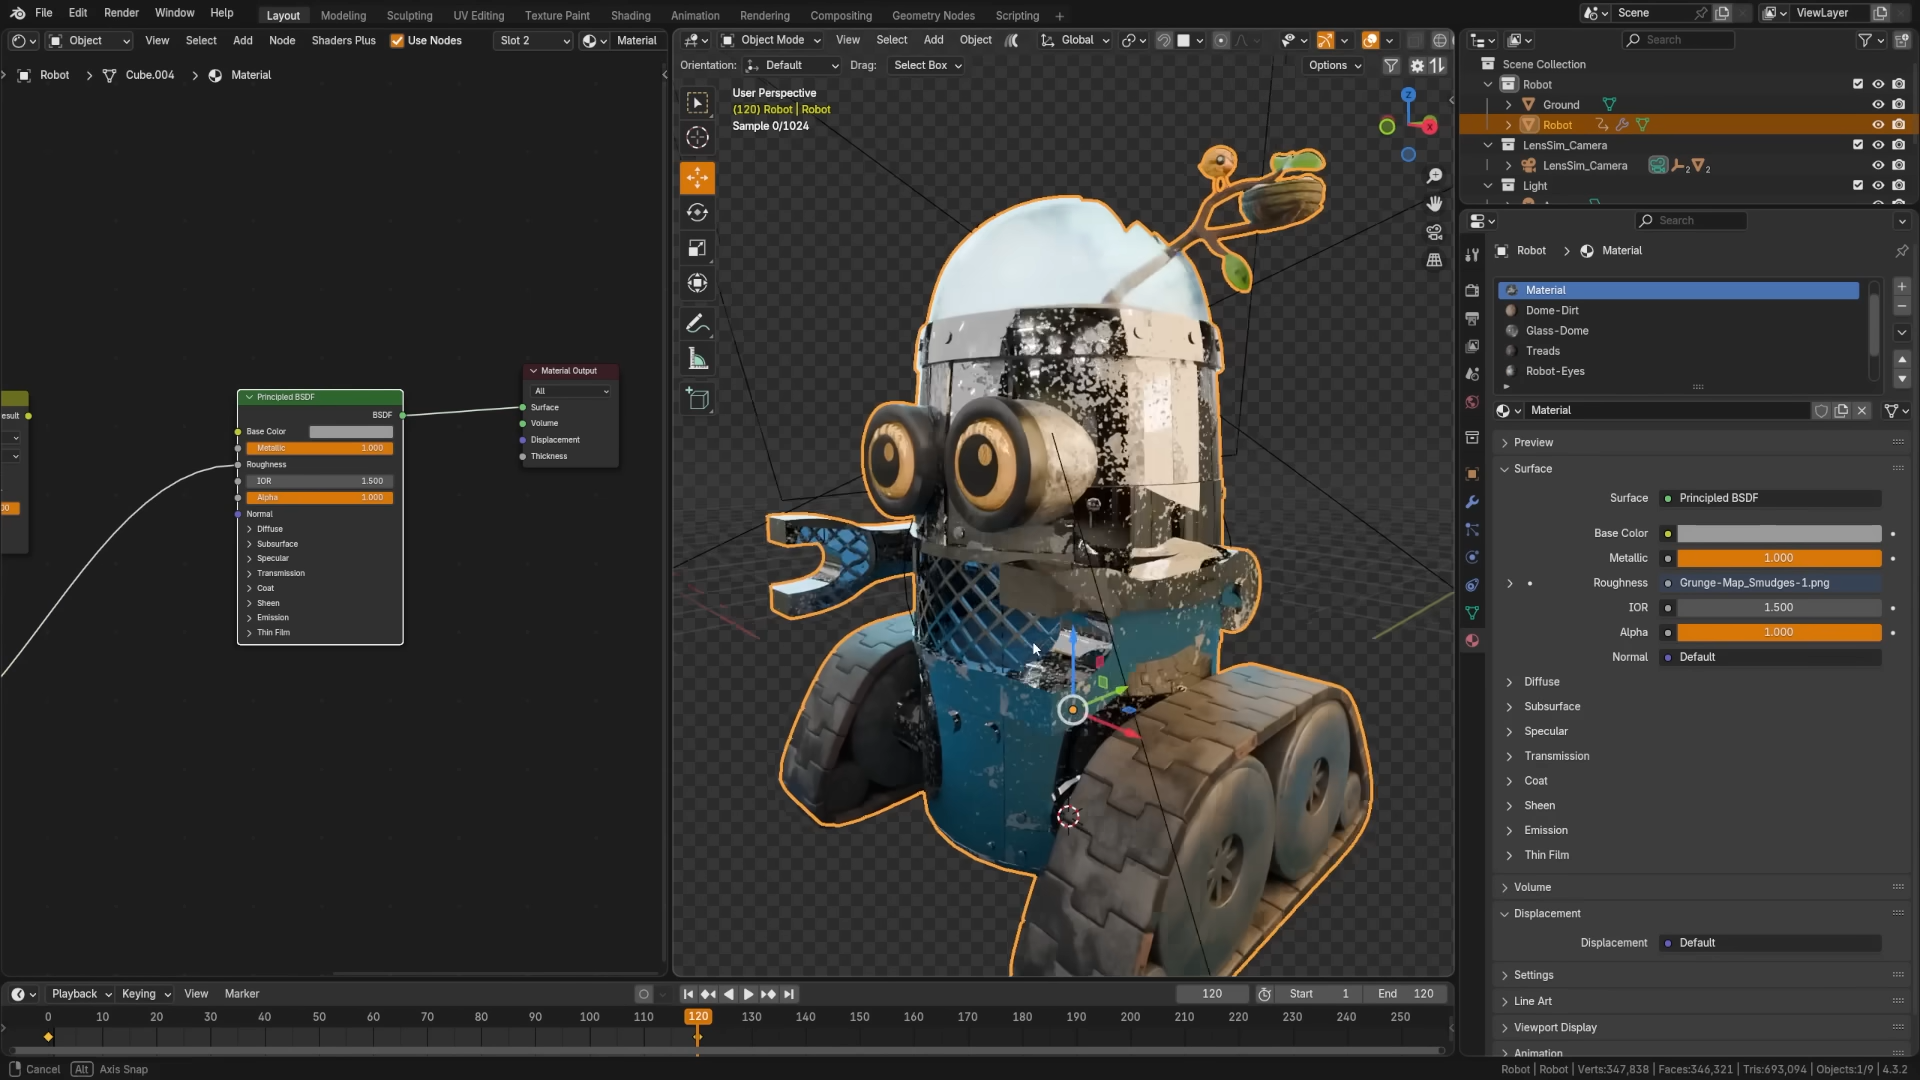 File Edit Render Window Help Layout Modeling Sculpting UV Editing Texture Paint Shading Animation Rendering Compositing Geometry Nodes Scripting + Scene ViewLayer
Object View Select Add Node Shaders Plus Use Nodes Slot 2 Material
Object Mode View Select Add Object Global
Search
Robot > Cube.004 > Material
Orientation: Default Drag: Select Box Options
User Perspective
(120) Robot | Robot
Sample 0/1024
Z
X
Scene Collection
Robot
Ground
Robot
LensSim_Camera
LensSim_Camera 2 2
Light
Search
Robot > Material
Material
Dome-Dirt
Glass-Dome
Treads
Robot-Eyes
Material
Preview
Surface
Surface Principled BSDF
Base Color
Metallic 1.000
Roughness Grunge-Map_Smudges-1.png
IOR 1.500
Alpha 1.000
Normal Default
Diffuse
Subsurface
Specular
Transmission
Coat
Sheen
Emission
Thin Film
Volume
Displacement
Displacement Default
Settings
Line Art
Viewport Display
Animation
esult
00
Principled BSDF
BSDF
Base Color
Metallic 1.000
Roughness
IOR 1.500
Alpha 1.000
Normal
Diffuse
Subsurface
Specular
Transmission
Coat
Sheen
Emission
Thin Film
Material Output
All
Surface
Volume
Displacement
Thickness
Playback Keying View Marker 120 Start 1 End 120
0 10 20 30 40 50 60 70 80 90 100 110 120 130 140 150 160 170 180 190 200 210 220 230 240 250
Cancel Alt Axis Snap
Robot | Robot | Verts:347,838 | Faces:346,321 | Tris:693,094 | Objects:1/9 | 4.3.2